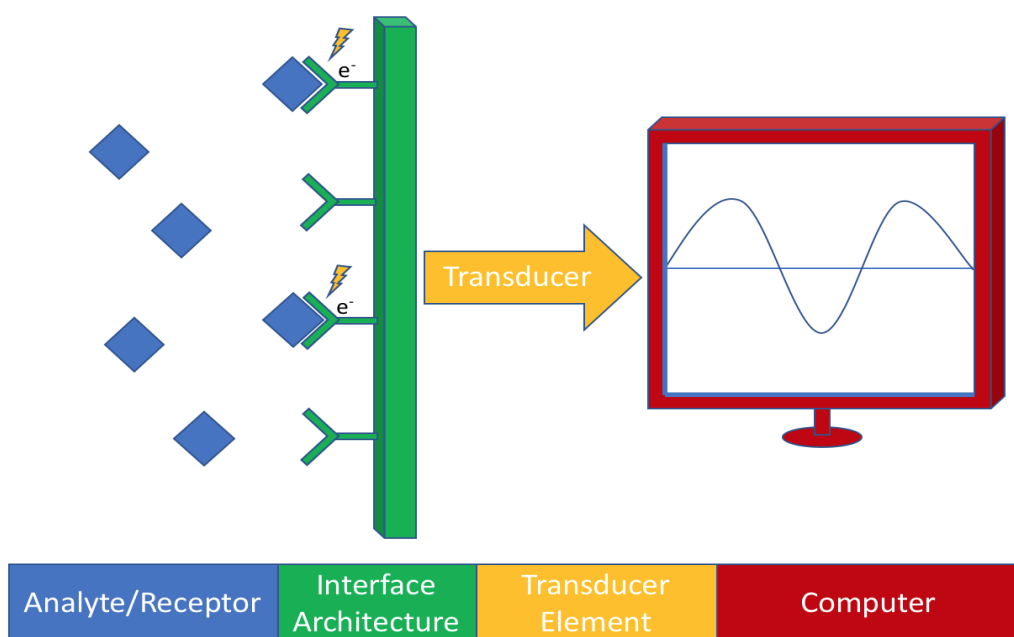 e-
Transducer
e-
Analyte/Receptor
Interface
Architecture
Transducer
Element
Computer